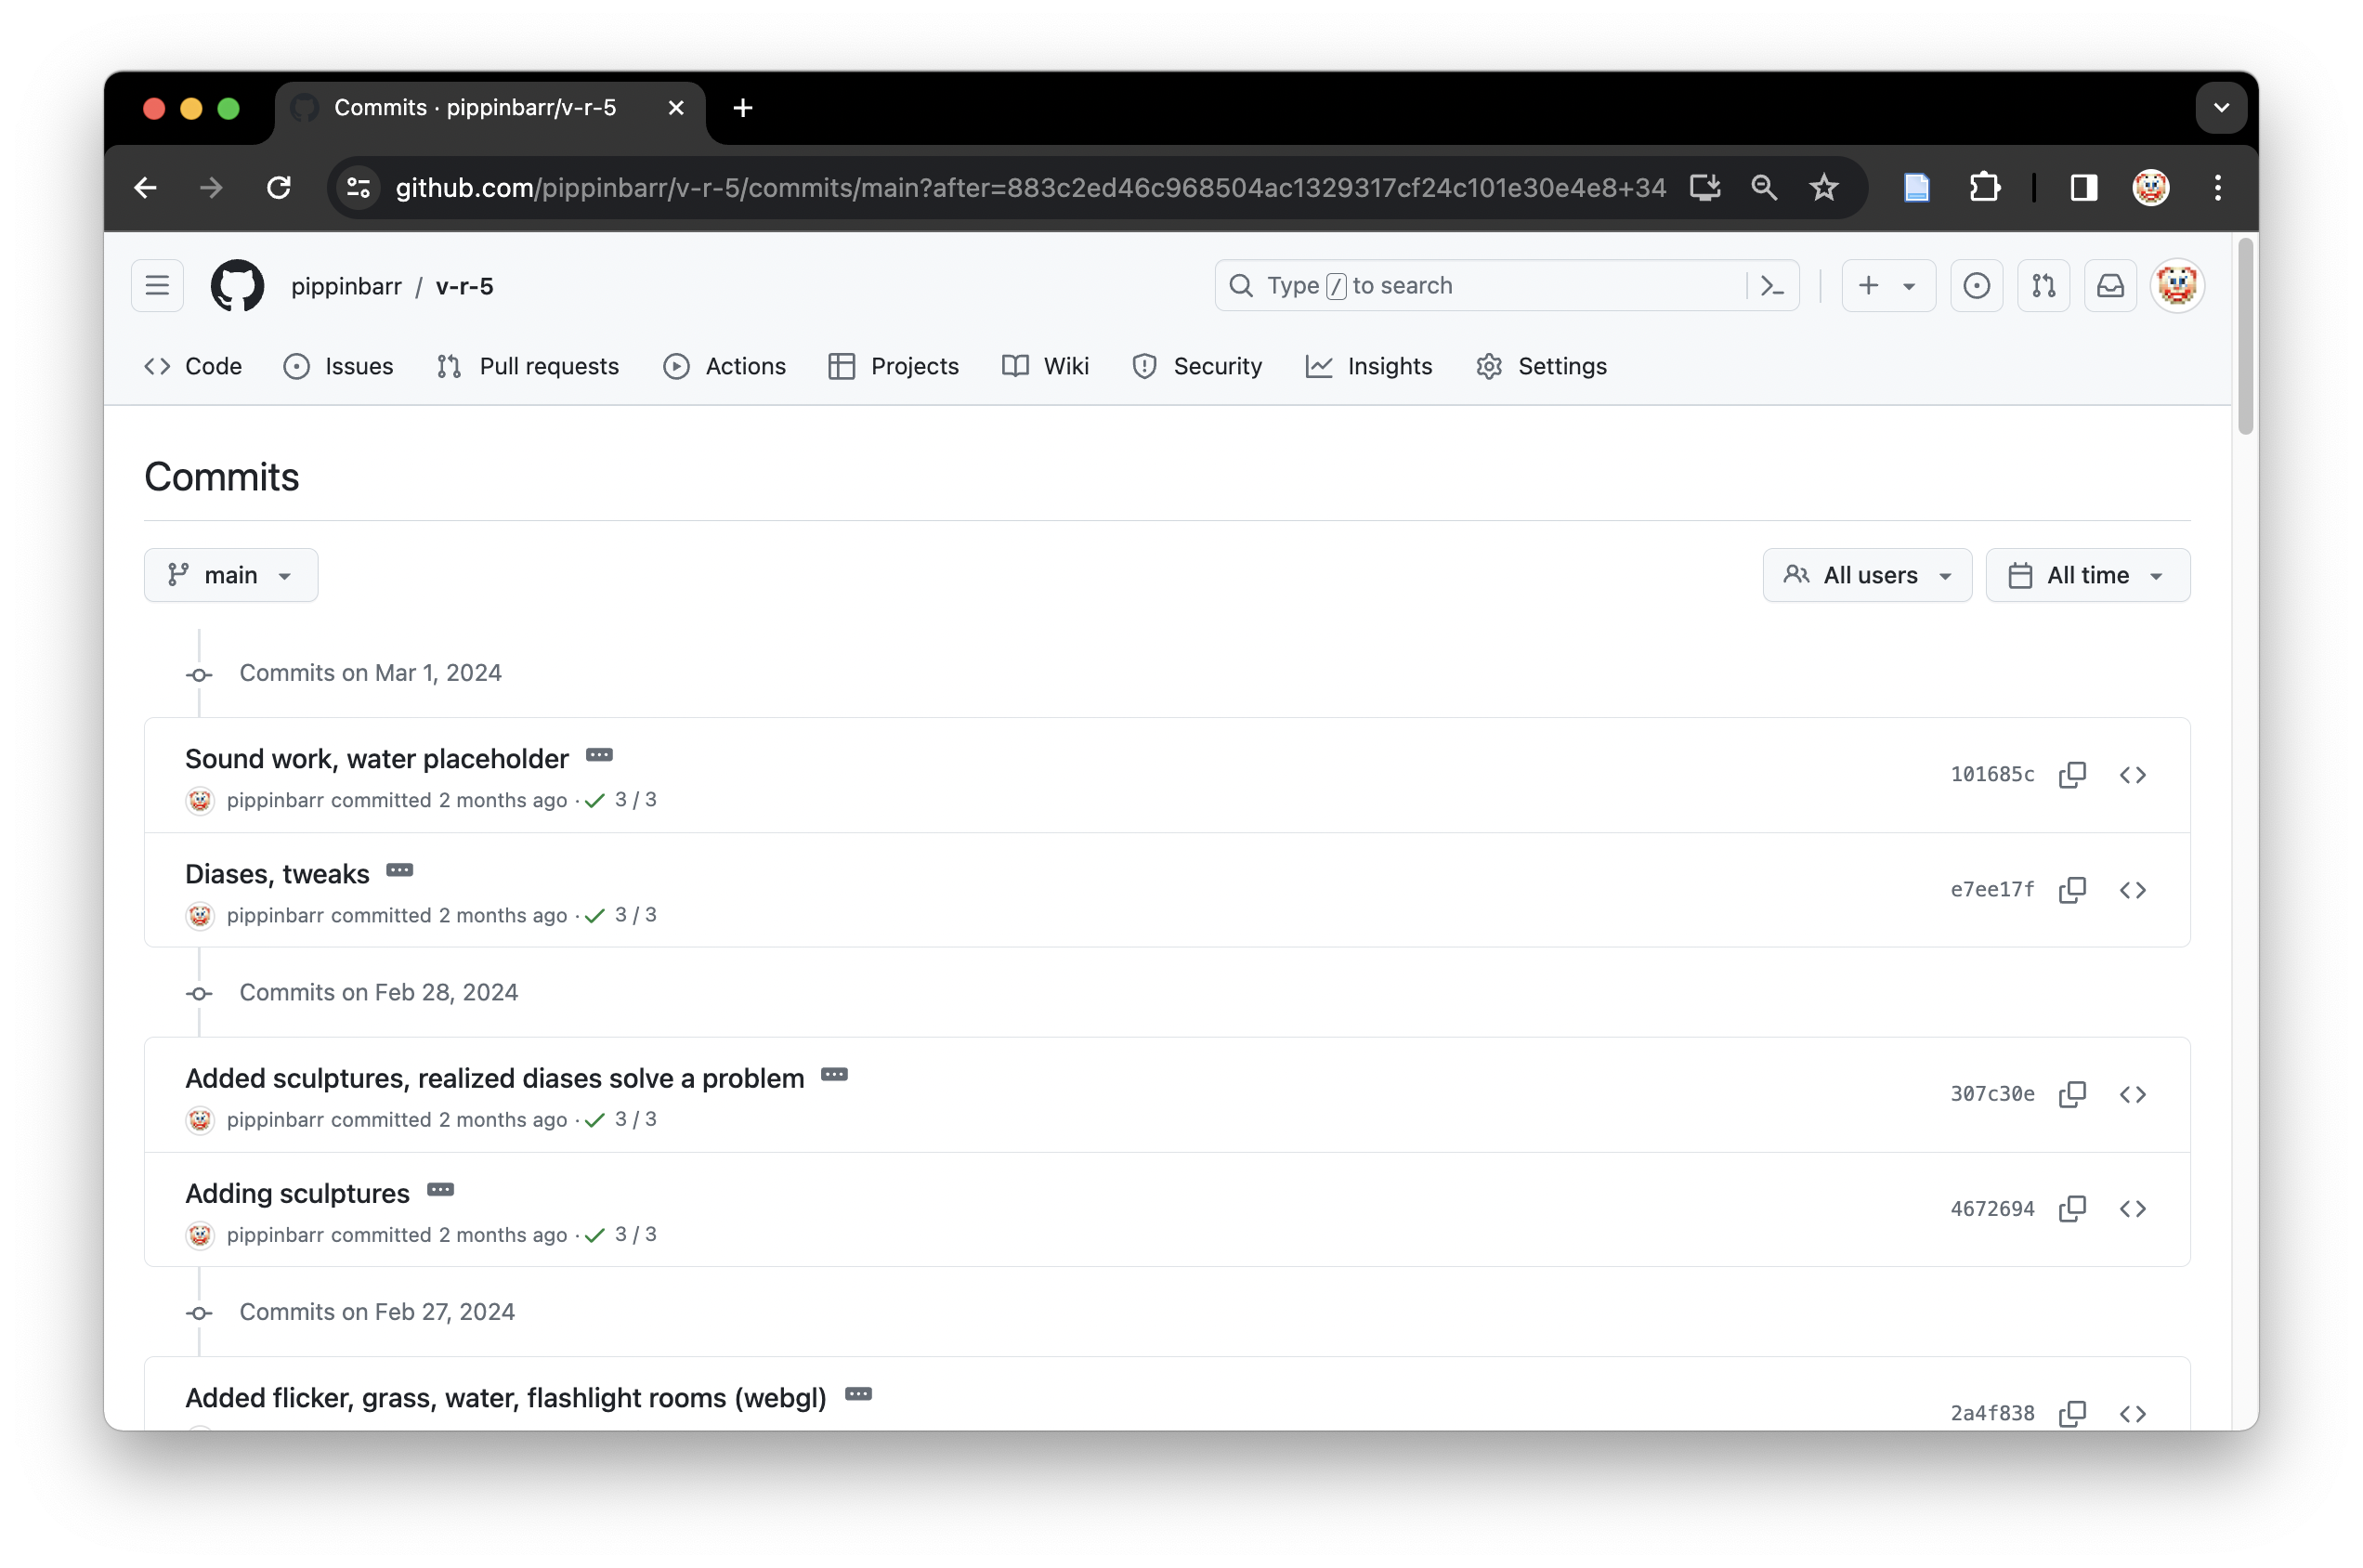 Commits · pippinbarr/v-r-5
github.com/pippinbarr/v-r-5/commits/main?after=883c2ed46c968504ac1329317cf24c101e30e4e8+34
pippinbarr / v-r-5
Type / to search
Code Issues Pull requests Actions Projects Wiki Security Insights Settings
Commits
main All users All time
Commits on Mar 1, 2024
Sound work, water placeholder
101685c
pippinbarr committed 2 months ago · 3 / 3
Diases, tweaks
e7ee17f
pippinbarr committed 2 months ago · 3 / 3
Commits on Feb 28, 2024
Added sculptures, realized diases solve a problem
307c30e
pippinbarr committed 2 months ago · 3 / 3
Adding sculptures
4672694
pippinbarr committed 2 months ago · 3 / 3
Commits on Feb 27, 2024
Added flicker, grass, water, flashlight rooms (webgl)
2a4f838